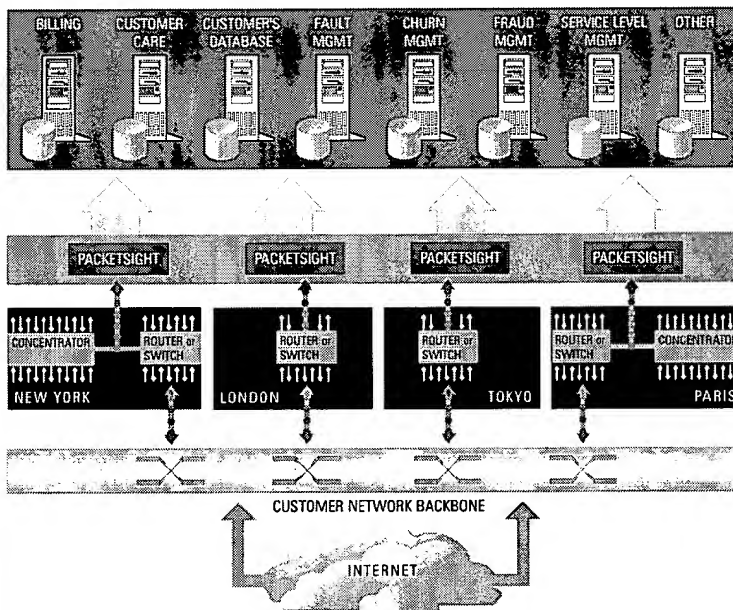 BILLING
CUSTOMER
CARE
CUSTOMER'S
DATABASE
FAULT
MGMT
CHURN
MGMT
FRAUD
MGMT
SERVICE LEVEL
MGMT
OTHER
PACKETSIGHT
PACKETSIGHT
PACKETSIGHT
PACKETSIGHT
CONCENTRATOR
ROUTER or
SWITCH
NEW YORK
ROUTER or
SWITCH
LONDON
ROUTER or
SWITCH
TOKYO
ROUTER or
SWITCH
CONCENTRATOR
PARIS
CUSTOMER NETWORK BACKBONE
INTERNET